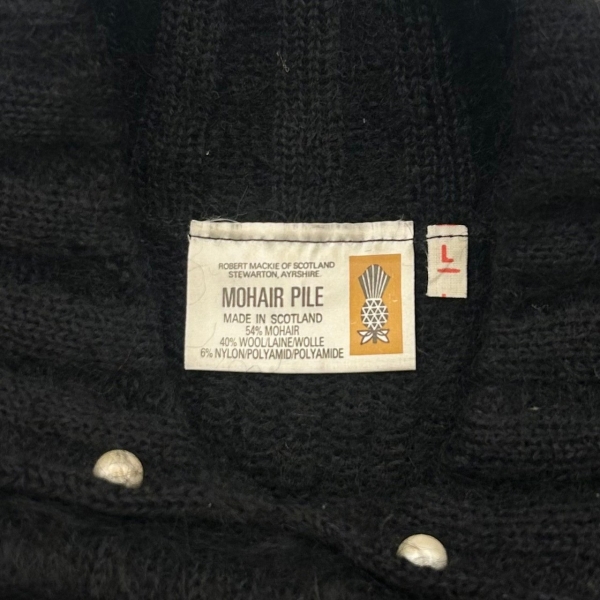 ROBERT MACKIE OF SCOTLAND
STEWARTON, AYRSHIRE.
MOHAIR PILE
MADE IN SCOTLAND
54% MOHAIR
40% WOOL/LAINE/WOLLE
6% NYLON/POLYAMID/POLYAMIDE
L